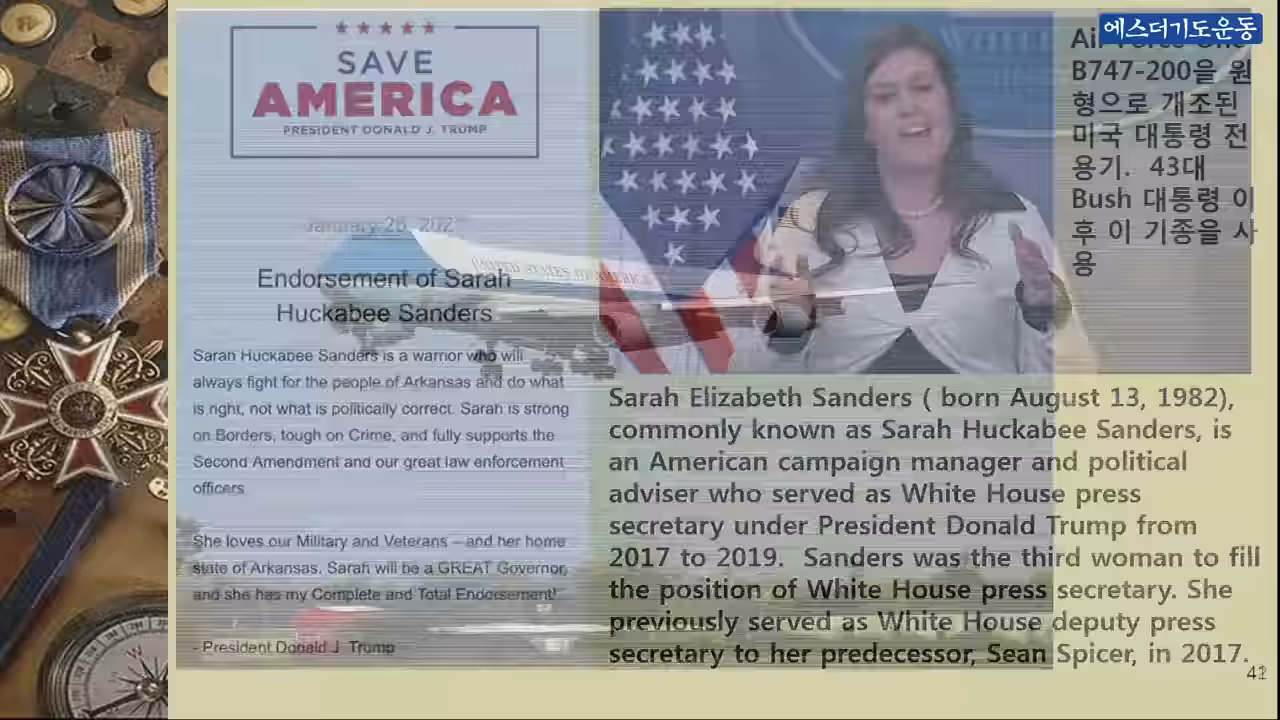 에스더기도운동
SAVE
AMERICA
PRESIDENT DONALD J. TRUMP
Endorsement of Sarah
Huckabee Sanders
Sarah Huckabee Sanders is a warrior who will
always fight for the people of Arkansas and do what
is right, not what is politically correct. Sarah is strong
on Borders, tough on Crime, and fully supports the
Second Amendment and our great law enforcement
officers
She loves our Military and Veterans – and her home
state of Arkansas. Sarah will be a GREAT Governor,
and she has my Complete and Total Endorsement!
- President Donald J. Trump
UNITED STATES OF AMERICA
Air Force One
B747-200을 원
형으로 개조된
미국 대통령 전
용기. 43대
Bush 대통령 이
후 이 기종을 사
용
Sarah Elizabeth Sanders ( born August 13, 1982),
commonly known as Sarah Huckabee Sanders, is
an American campaign manager and political
adviser who served as White House press
secretary under President Donald Trump from
2017 to 2019. Sanders was the third woman to fill
the position of White House press secretary. She
previously served as White House deputy press
secretary to her predecessor, Sean Spicer, in 2017.